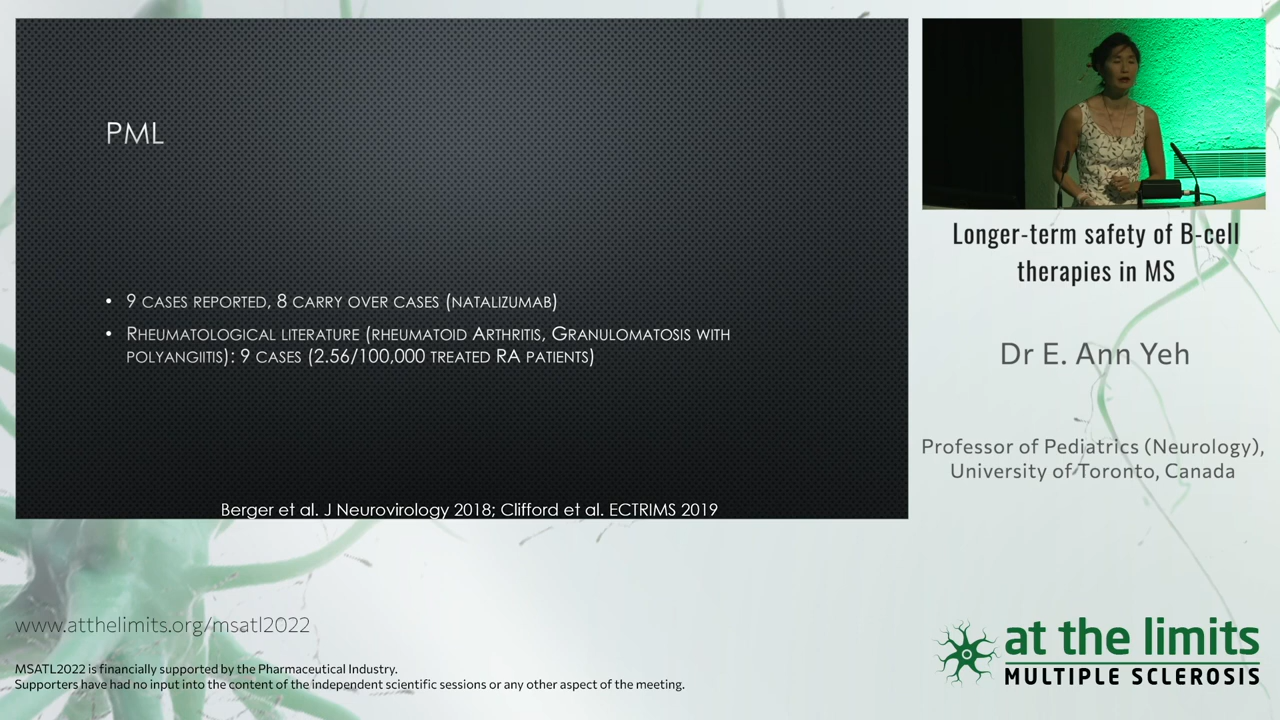 PML
• 9 cases reported, 8 carry over cases (natalizumab)
• Rheumatological literature (rheumatoid Arthritis, Granulomatosis with
polyangiitis): 9 cases (2.56/100,000 treated RA patients)
Berger et al. J Neurovirology 2018; Clifford et al. ECTRIMS 2019
Longer-term safety of B-cell
therapies in MS
Dr E. Ann Yeh
Professor of Pediatrics (Neurology),
University of Toronto, Canada
www.atthelimits.org/msatl2022
MSATL2022 is financially supported by the Pharmaceutical Industry.
Supporters have had no input into the content of the independent scientific sessions or any other aspect of the meeting.
at the limits
MULTIPLE SCLEROSIS